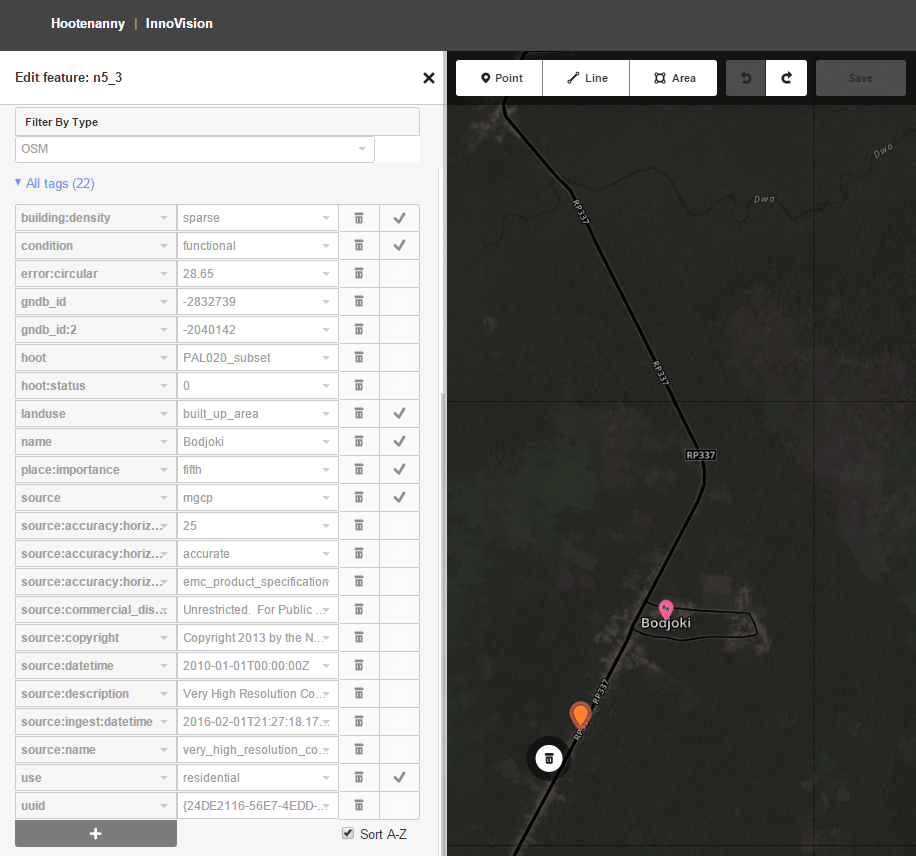 Hootenanny | InnoVision
Edit feature: n5_3
Point
Line
Area
Save
Filter By Type
OSM
All tags (22)
building:density sparse
condition functional
error:circular 28.65
gndb_id -2832739
gndb_id:2 -2040142
hoot PAL020_subset
hoot:status 0
landuse built_up_area
name Bodjoki
place:importance fifth
source mgcp
source:accuracy:horiz... 25
source:accuracy:horiz... accurate
source:accuracy:horiz... emc_product_specification
source:commercial_dis... Unrestricted. For Public ...
source:copyright Copyright 2013 by the N...
source:datetime 2010-01-01T00:00:00Z
source:description Very High Resolution Co...
source:ingest:datetime 2016-02-01T21:27:18.17...
source:name very_high_resolution_co...
use residential
uuid {24DE2116-56E7-4EDD-...
+
Sort A-Z
Dwa
Dwa
RP337
RP337
RP337
Bodjoki
RP337